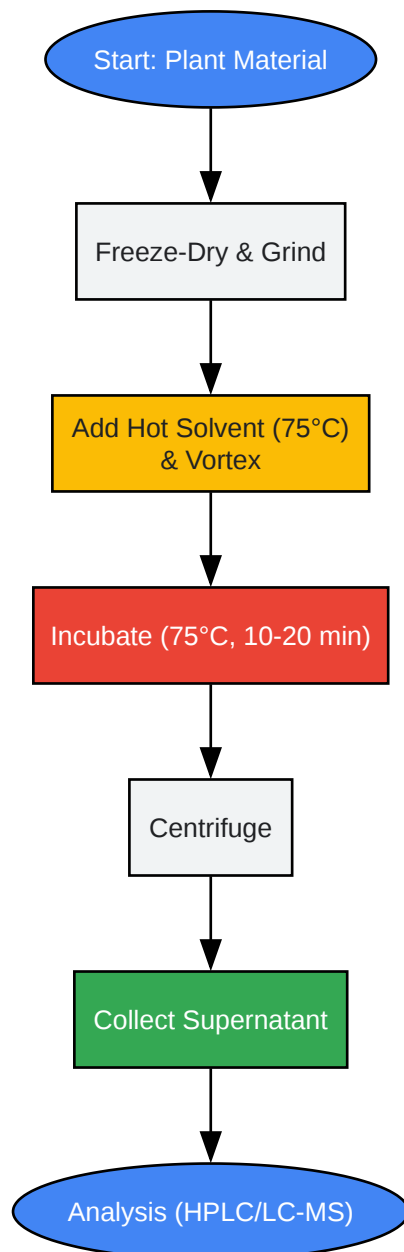 Start: Plant Material
Freeze-Dry & Grind
Add Hot Solvent (75°C)
& Vortex
Incubate (75°C, 10-20 min)
Centrifuge
Collect Supernatant
Analysis (HPLC/LC-MS)